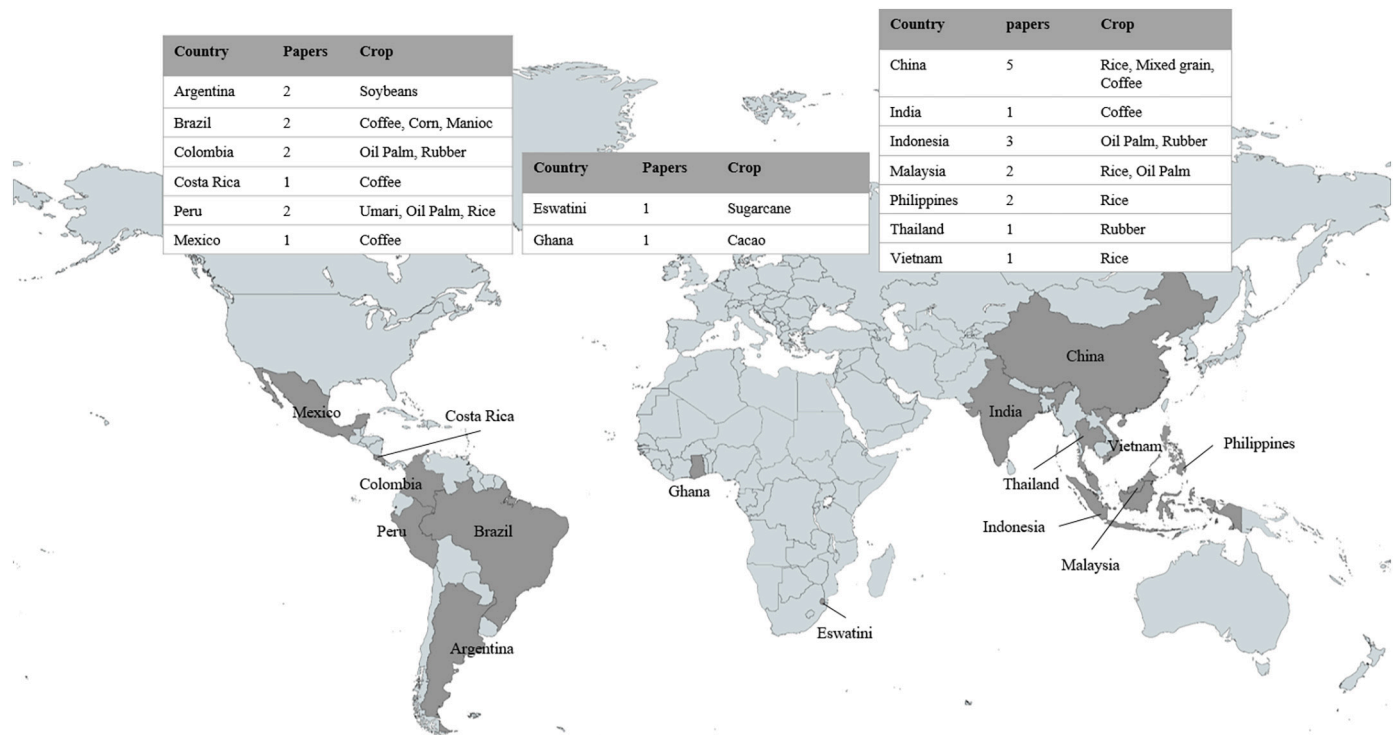 Country Papers Crop
Argentina 2 Soybeans
Brazil 2 Coffee, Corn, Manioc
Colombia 2 Oil Palm, Rubber
Costa Rica 1 Coffee
Peru 2 Umari, Oil Palm, Rice
Mexico 1 Coffee
Country Papers Crop
Eswatini 1 Sugarcane
Ghana 1 Cacao
Country papers Crop
China 5 Rice, Mixed grain,
Coffee
India 1 Coffee
Indonesia 3 Oil Palm, Rubber
Malaysia 2 Rice, Oil Palm
Philippines 2 Rice
Thailand 1 Rubber
Vietnam 1 Rice
Mexico
Costa Rica
Colombia
Peru
Brazil
Argentina
Ghana
Eswatini
China
India
Vietnam
Philippines
Thailand
Indonesia
Malaysia